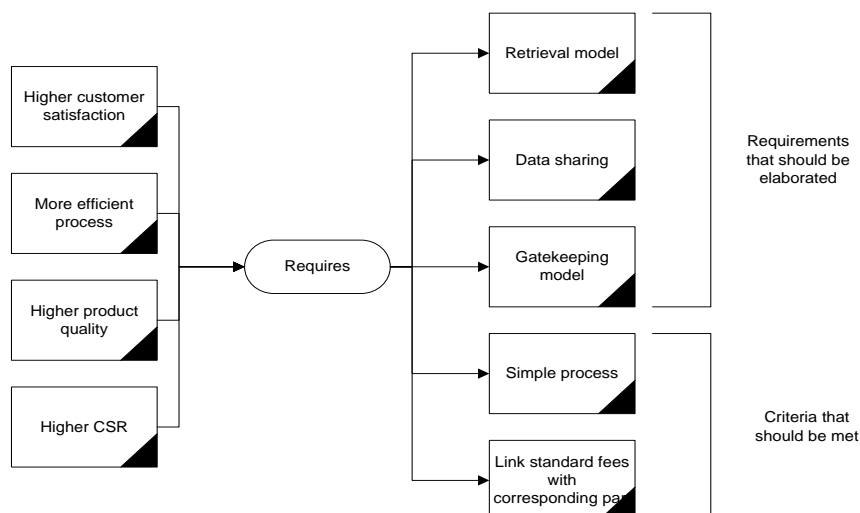 Higher customer
satisfaction
More efficient
process
Higher product
quality
Higher CSR
Requires
Retrieval model
Data sharing
Gatekeeping
model
Simple process
Link standard fees
with
corresponding
Requirements
that should be
elaborated
Criteria that
should be met